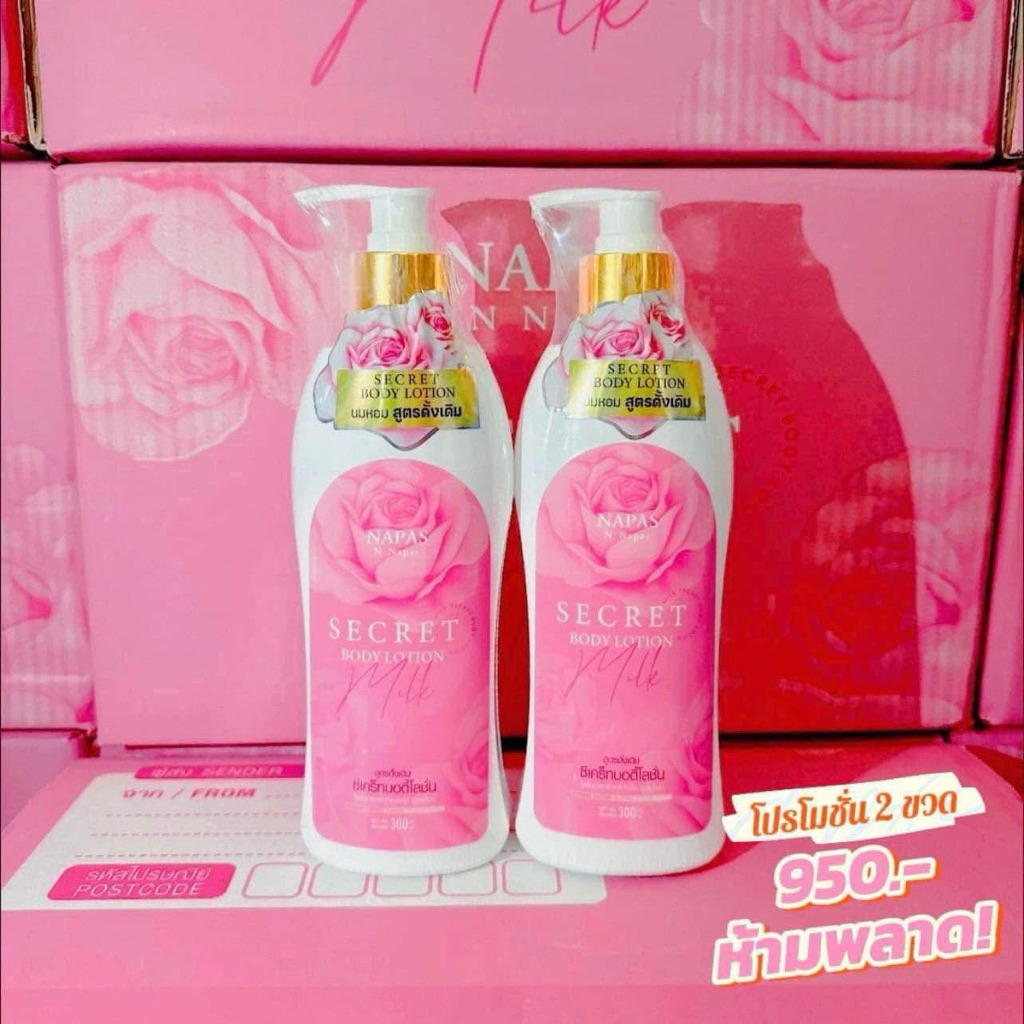 Milk
NAPAS
SECRET
BODY LOTION
นมหอม สูตรดั้งเดิม
NAPAS
N Napas
SECRET
BODY LOTION
Milk
สูตรดั้งเดิม
ซีเคร็ทบอดี้โลชั่น
300
SECRET
BODY LOTION
นมหอม สูตรดั้งเดิม
NAPAS
N Napas
SECRET
BODY LOTION
Milk
สูตรดั้งเดิม
ซีเคร็ทบอดี้โลชั่น
300
SECRET BODY
ผู้ส่ง SENDER
จาก / FROM
รหัสไปรษณีย์
POSTCODE
โปรโมชั่น 2 ขวด
950.-
ห้ามพลาด!